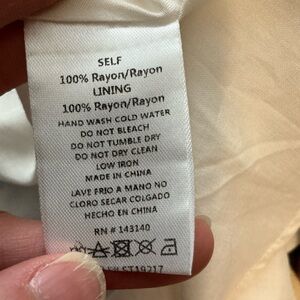 SELF
100% Rayon/Rayon
LINING
100% Rayon/Rayon
HAND WASH COLD WATER
DO NOT BLEACH
DO NOT TUMBLE DRY
DO NOT DRY CLEAN
LOW IRON
MADE IN CHINA
LAVE FRIO A MANO NO
CLORO SECAR COLGADO
HECHO EN CHINA
RN # 143140